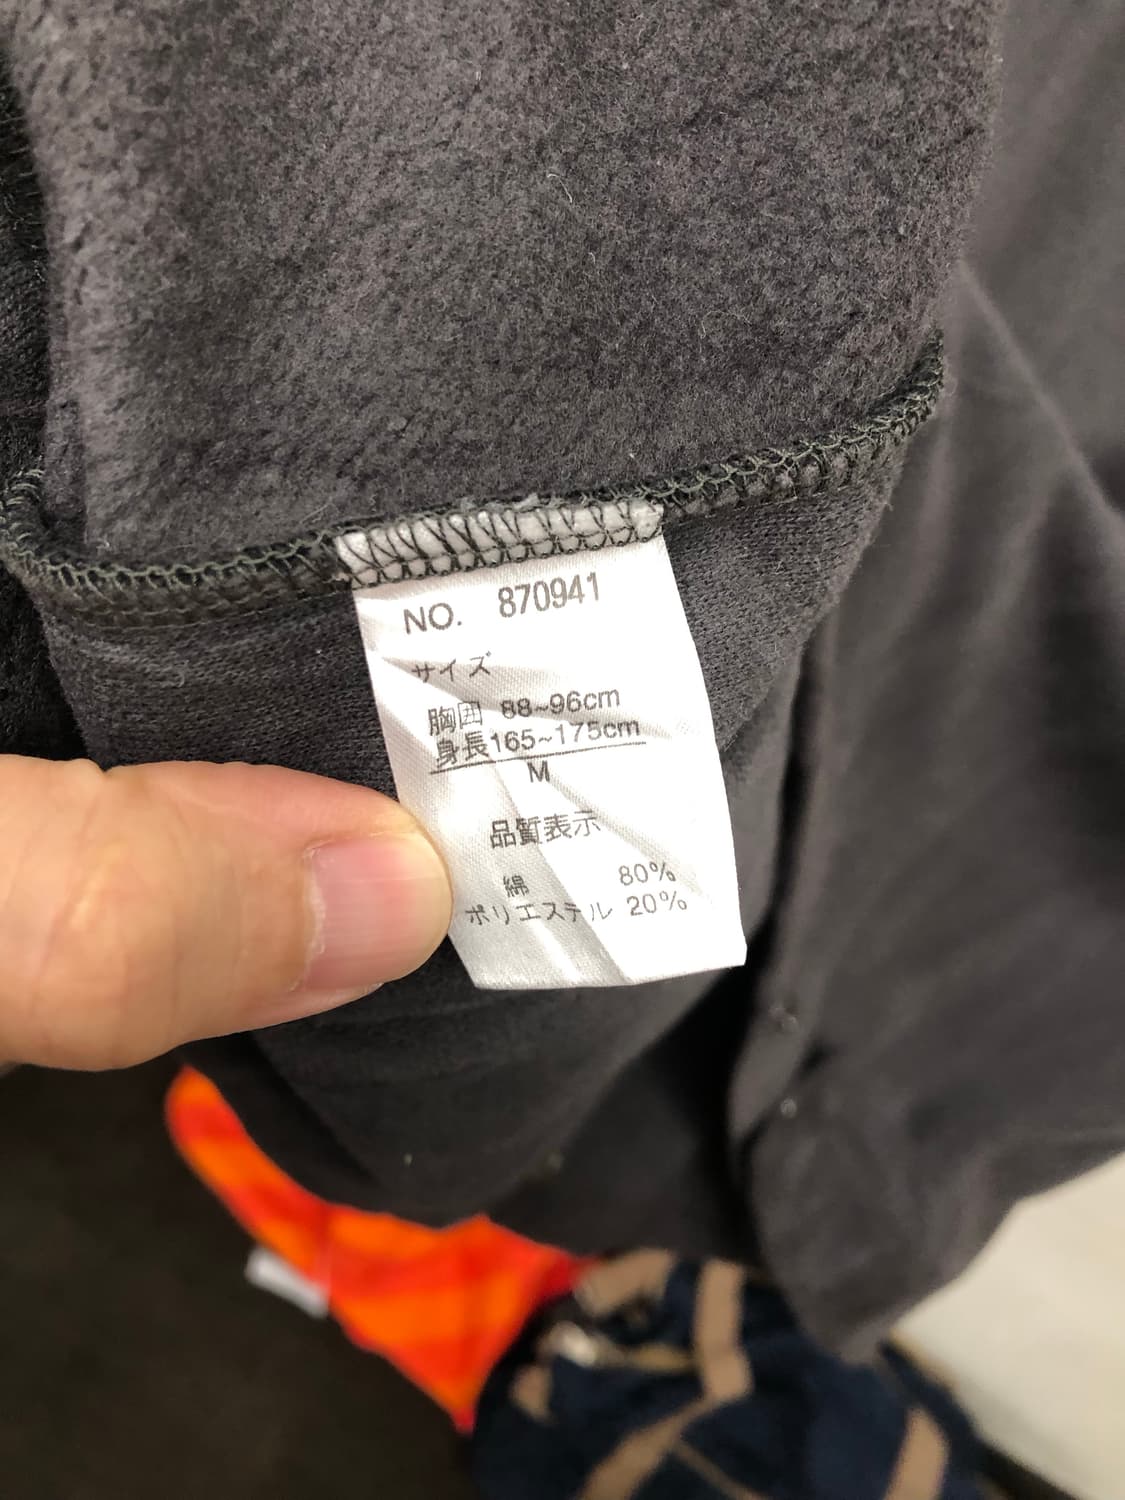 NO. 870941
サイズ
胸囲 88~96cm
身長165~175cm
M
品質表示
綿 80%
ポリエステル 20%